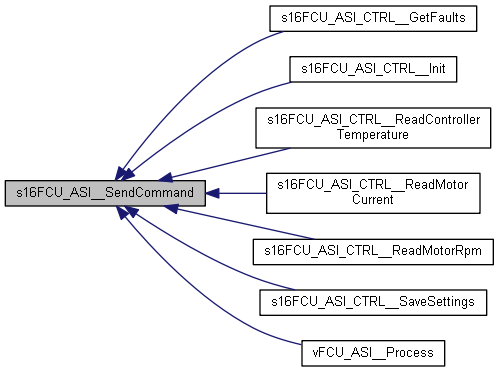 s16FCU_ASI_CTRL__GetFaults
s16FCU_ASI_CTRL__Init
s16FCU_ASI_CTRL__ReadController
Temperature
s16FCU_ASI__SendCommand
s16FCU_ASI_CTRL__ReadMotor
Current
s16FCU_ASI_CTRL__ReadMotorRpm
s16FCU_ASI_CTRL__SaveSettings
vFCU_ASI__Process